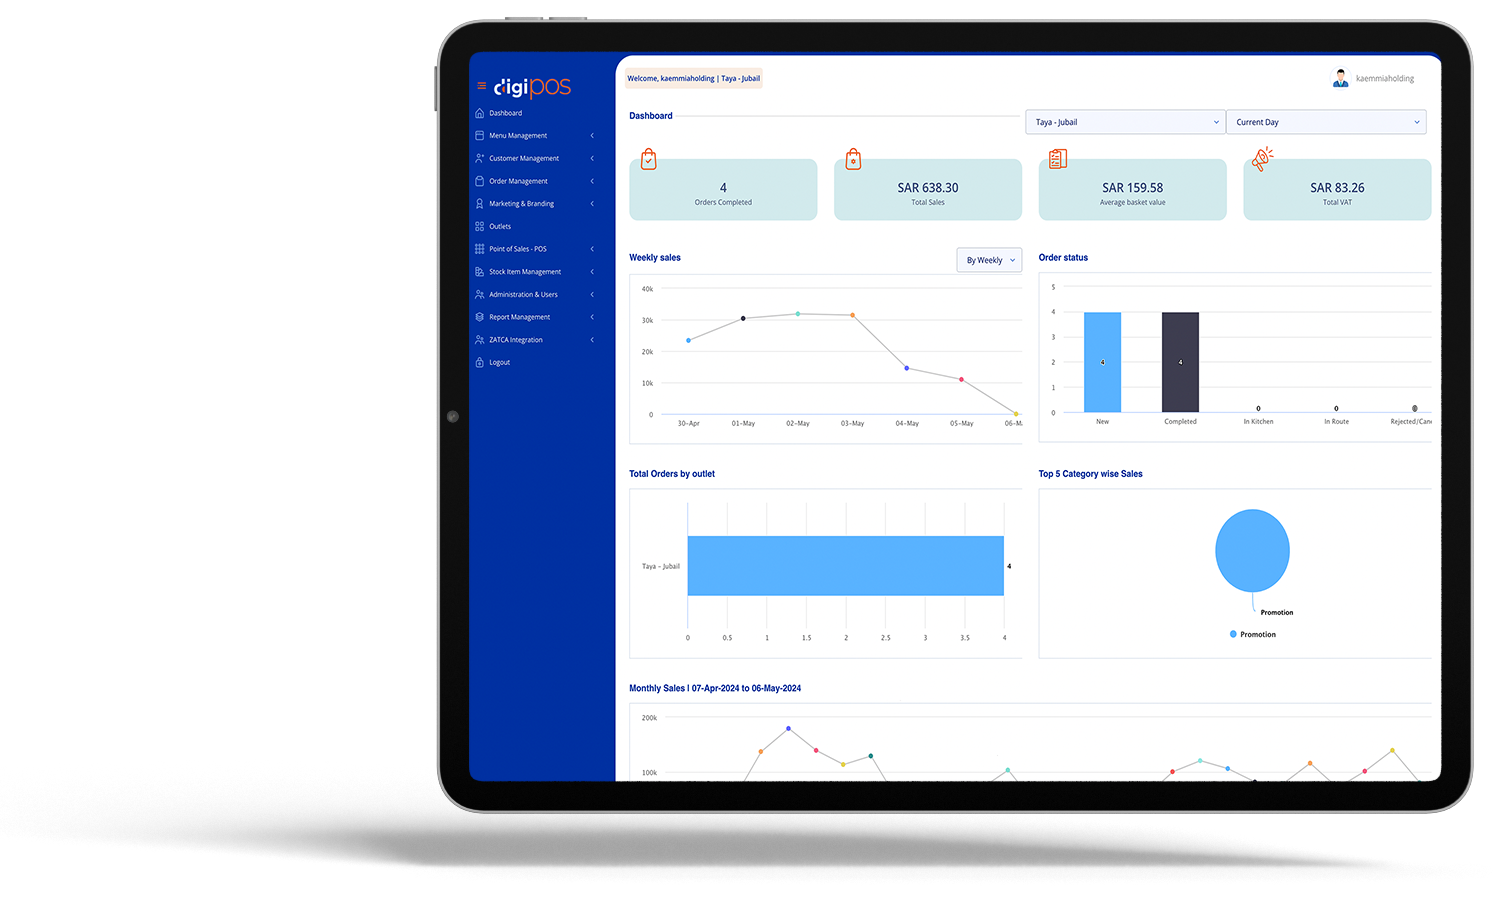 digipos
Dashboard
Menu Management
Customer Management
Order Management
Marketing & Branding
Outlets
Point of Sales - POS
Stock Item Management
Administration & Users
Report Management
ZATCA Integration
Logout
Welcome, kaemmiaholding | Taya - Jubail
kaemmiaholding
Dashboard
Taya - Jubail
Current Day
4
Orders Completed
SAR 638.30
Total Sales
SAR 159.58
Average basket value
SAR 83.26
Total VAT
Weekly sales
By Weekly
40k
30k
20k
10k
0
30-Apr 01-May 02-May 03-May 04-May 05-May 06-M
Order status
5
4
3
2
1
0
4 4 0 0 0
New Completed In Kitchen In Route Rejected/Canc
Total Orders by outlet
Taya - Jubail
4
0 0.5 1 1.5 2 2.5 3 3.5 4
Top 5 Category wise Sales
Promotion
Promotion
Monthly Sales | 07-Apr-2024 to 06-May-2024
200k
100k